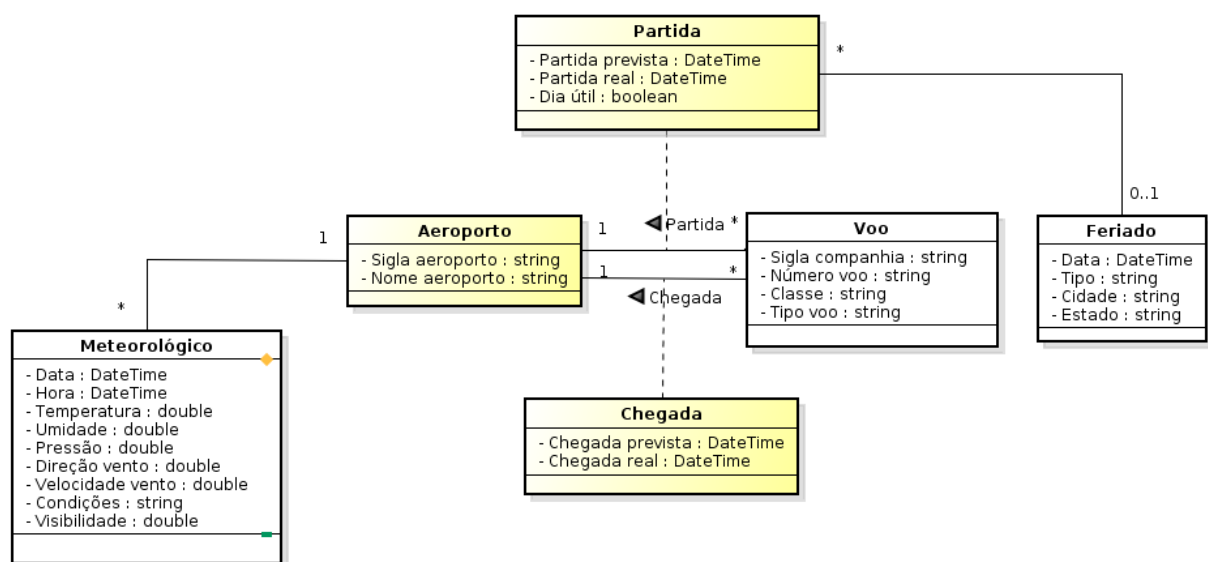 Partida
- Partida prevista : DateTime
- Partida real : DateTime
- Dia útil : boolean
*
0..1
1
Aeroporto
- Sigla aeroporto : string
- Nome aeroporto : string
1
Partida
*
1
*
Chegada
Voo
- Sigla companhia : string
- Número voo : string
- Classe : string
- Tipo voo : string
Feriado
- Data : DateTime
- Tipo : string
- Cidade : string
- Estado : string
*
Meteorológico
- Data : DateTime
- Hora : DateTime
- Temperatura : double
- Umidade : double
- Pressão : double
- Direção vento : double
- Velocidade vento : double
- Condições : string
- Visibilidade : double
Chegada
- Chegada prevista : DateTime
- Chegada real : DateTime